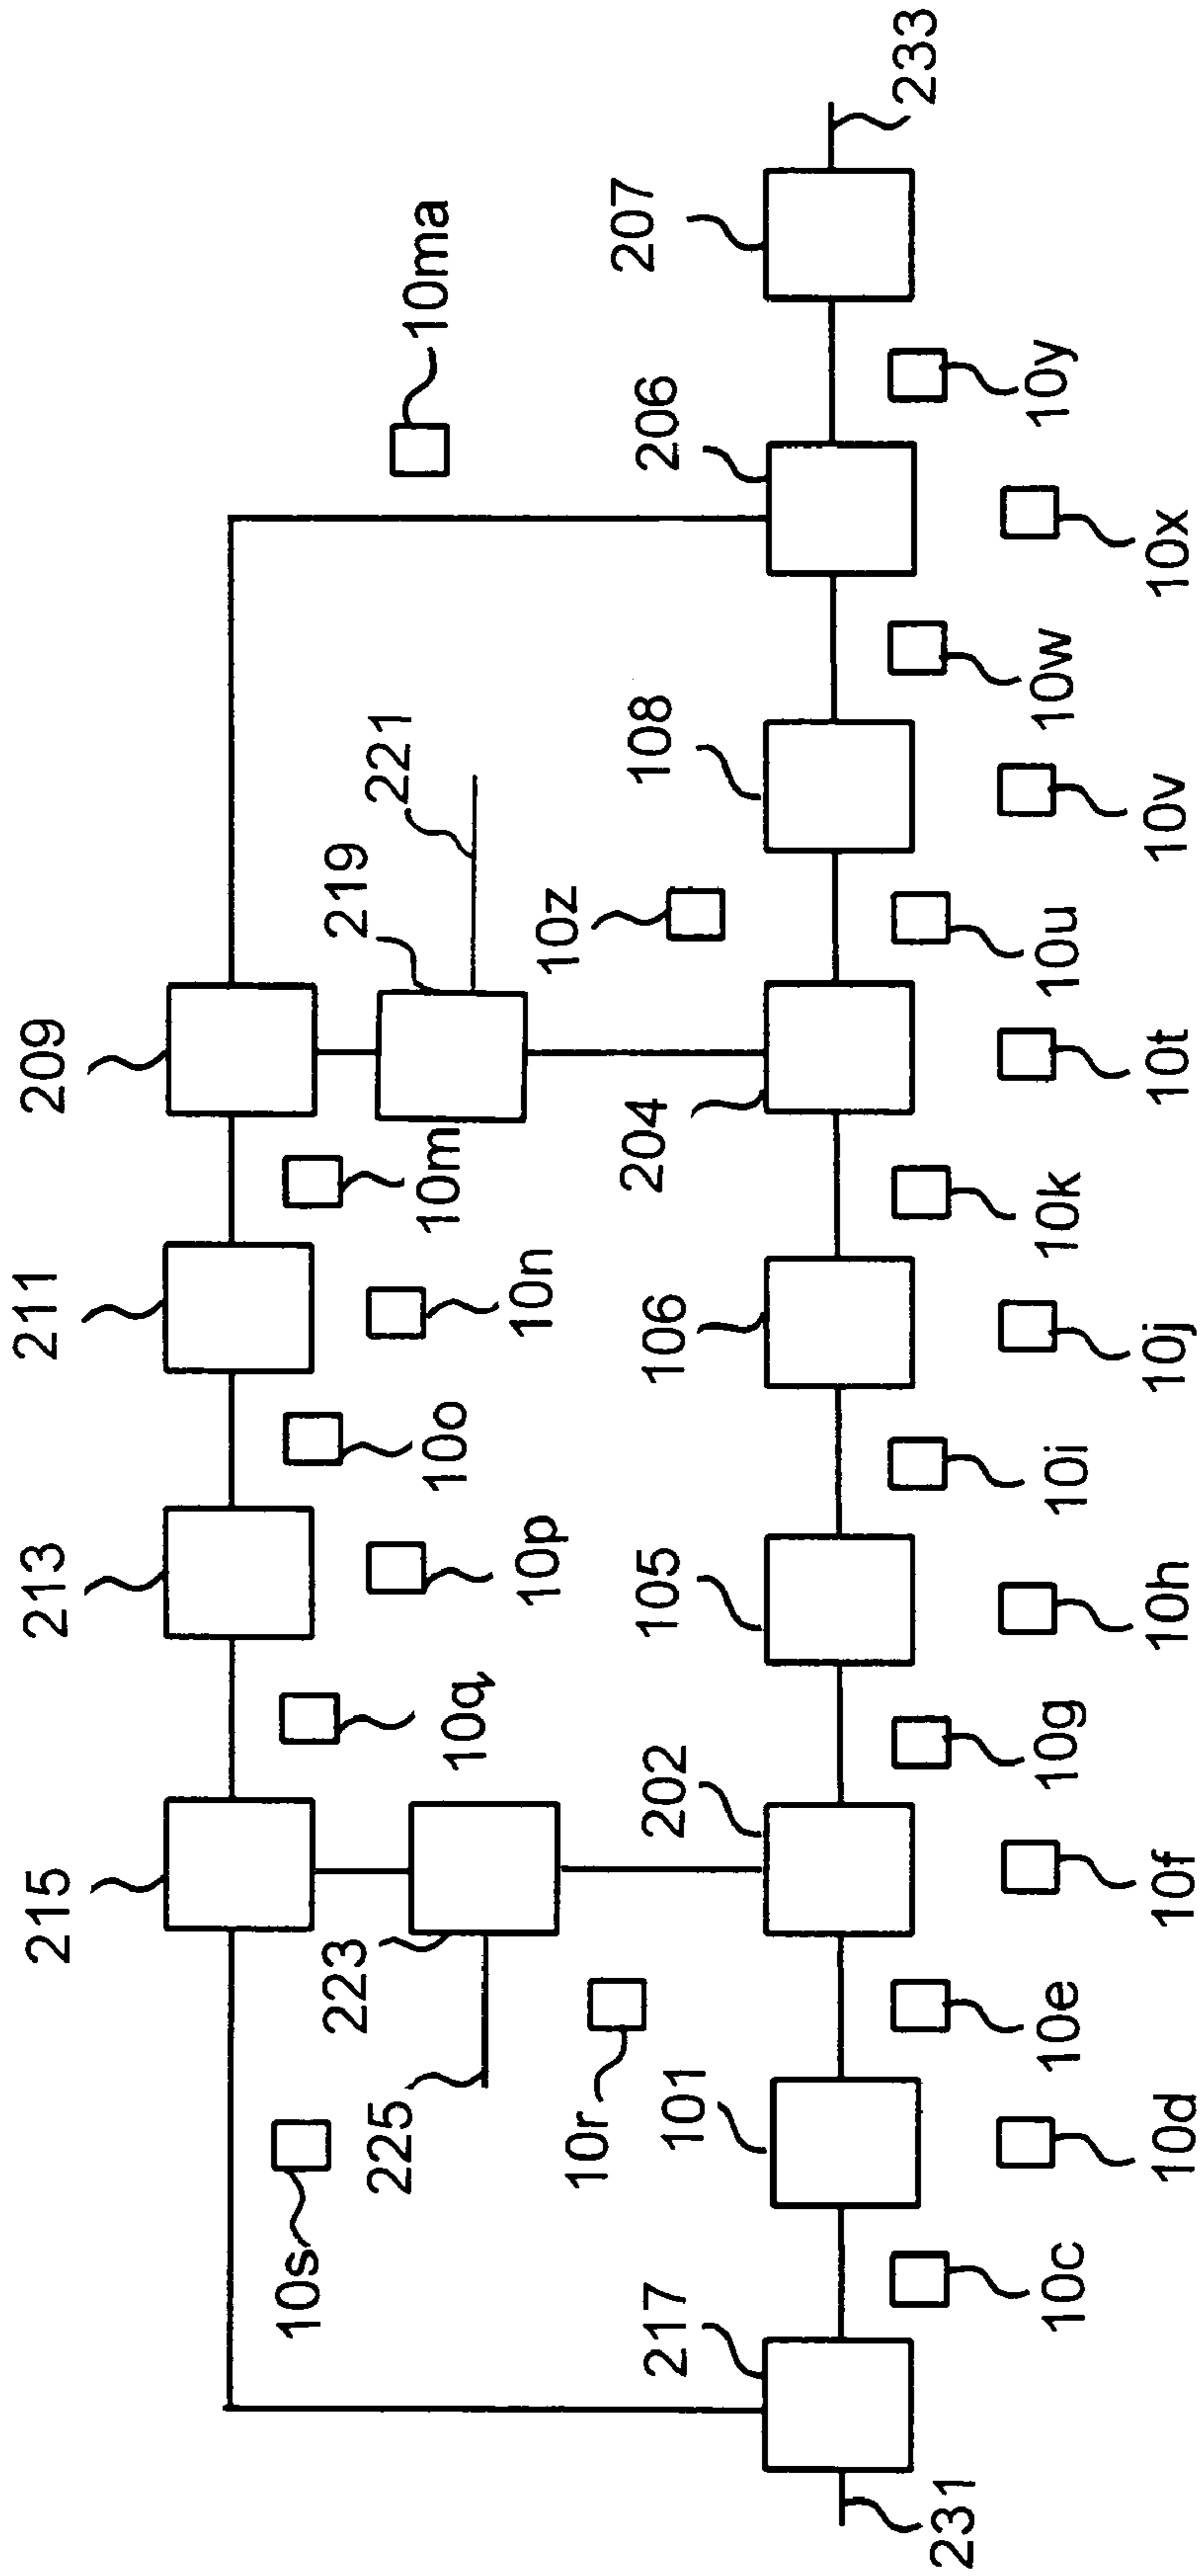 215
213
211
209
10s
10q
10o
10m
225
223
10p
10n
219
221
10ma
10r
10z
217
101
202
105
106
204
108
206
207
231
10c
10e
10g
10i
10k
10u
10w
10y
233
10d
10f
10h
10j
10t
10v
10x